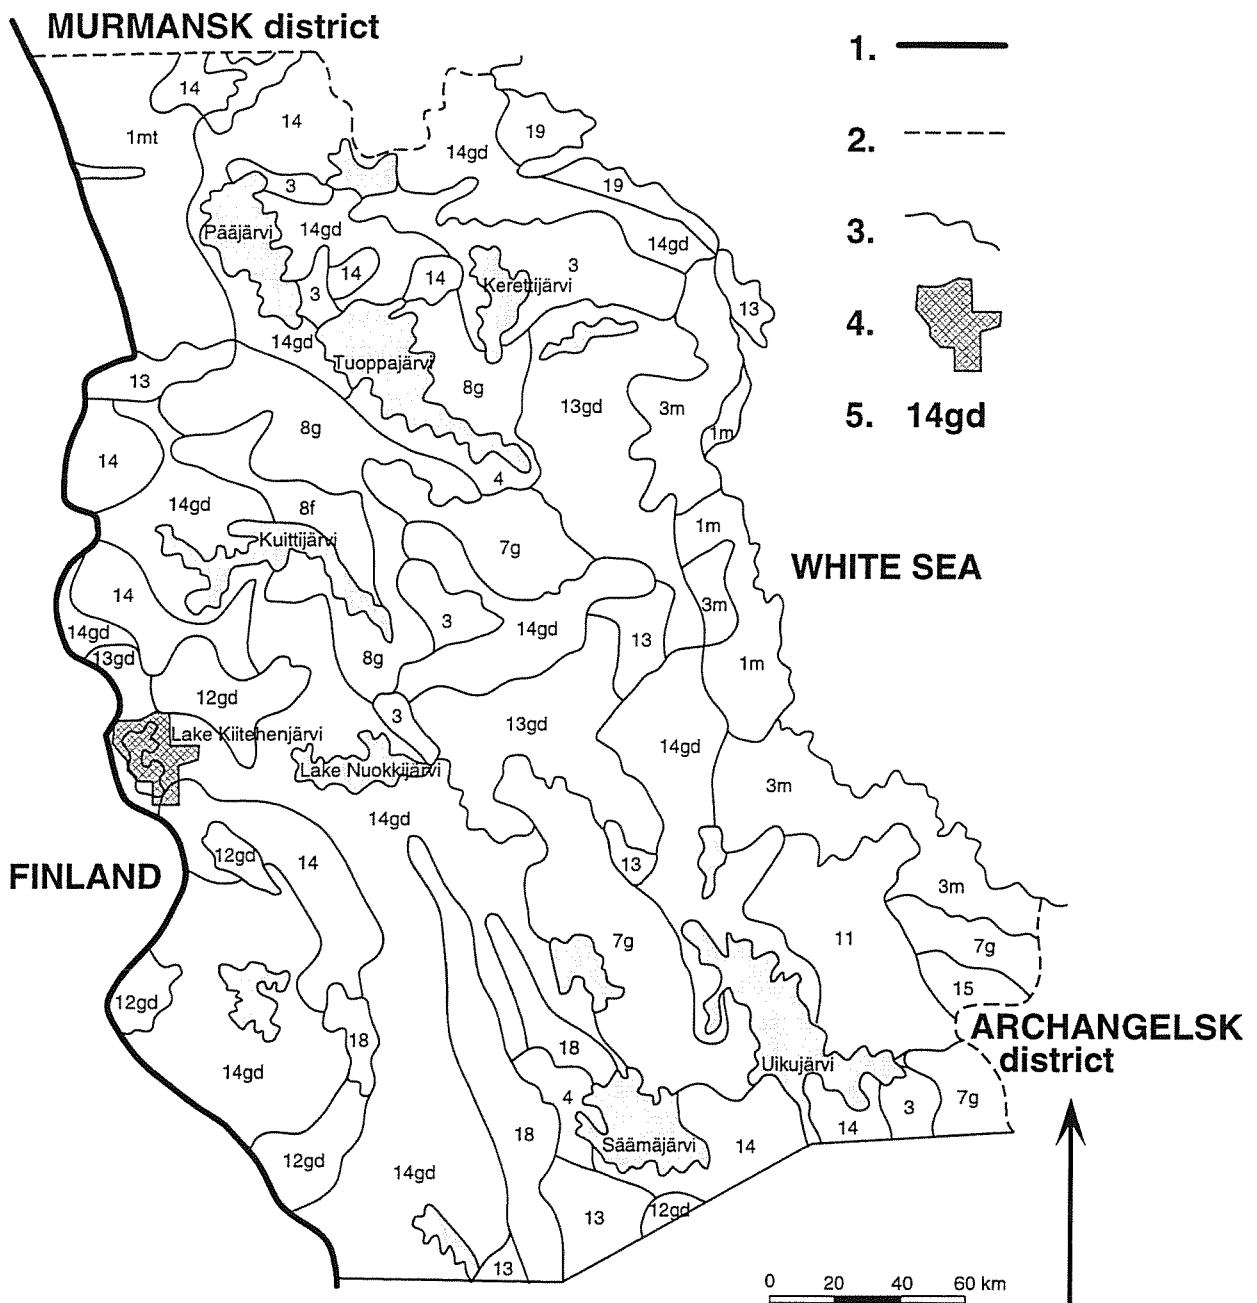 MURMANSK district
1.
14
1mt
14
14gd
19
2.
3
19
3.
Pääjärvi
14gd
14gd
14
14
3
3
Kerettijärvi
13
4.
14gd
Tuoppajärvi
13
8g
13gd
3m
5. 14gd
8g
1m
14
4
14gd
8f
1m
Kuittijärvi
7g
WHITE SEA
14
3m
3
14gd
14gd
13
13gd
8g
1m
12gd
3
13gd
Lake Kiitehenjärvi
14gd
Lake Nuokkijärvi
3m
14gd
12gd
14
13
FINLAND
3m
7g
11
7g
12gd
15
ARCHANGELSK
district
18
18
14gd
Uikujärvi
4
7g
3
18
14
12gd
Säämäjärvi
14
14gd
13
12gd
13
0 20 40 60 km